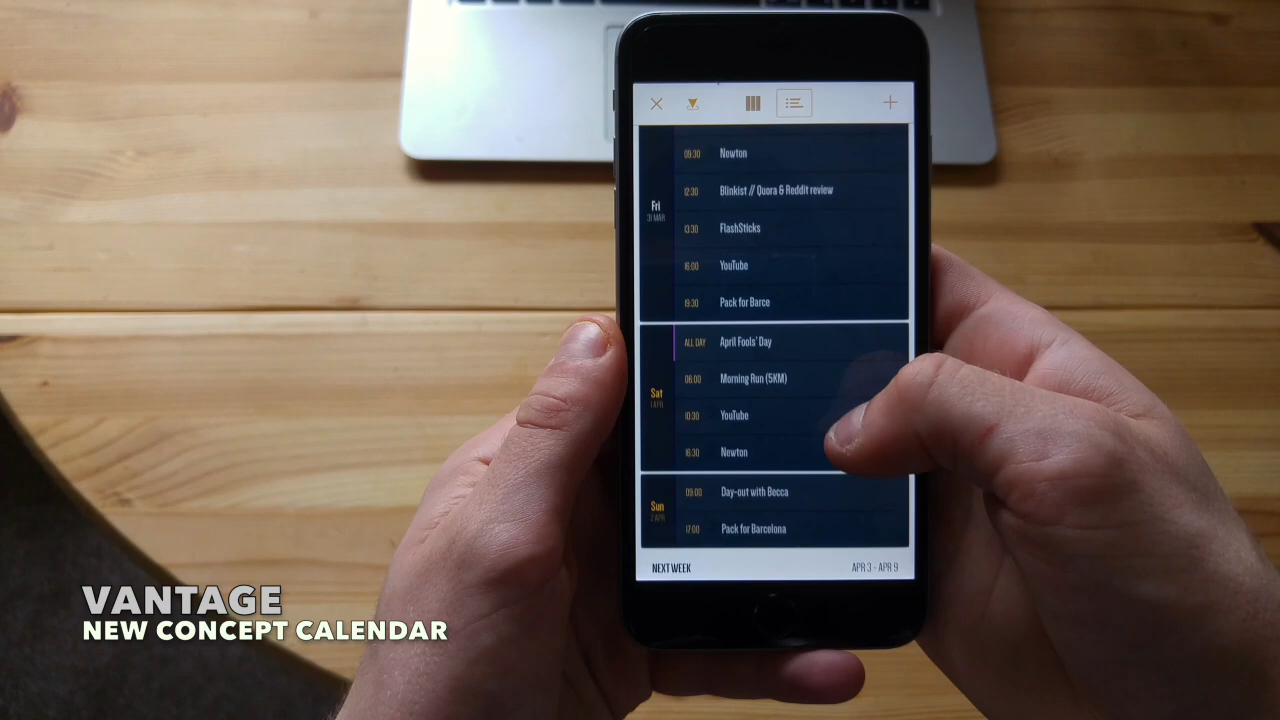 09:30 Newton
12:30 Blinkist // Quora & Reddit review
Fri
31 MAR
13:30 FlashSticks
16:00 YouTube
19:30 Pack for Barce
ALL DAY April Fools' Day
06:00 Morning Run (5KM)
Sat
1 APR
10:30 YouTube
16:30 Newton
09:00 Day-out with Becca
Sun
2 APR
17:00 Pack for Barcelona
NEXT WEEK APR 3 - APR 9
VANTAGE
NEW CONCEPT CALENDAR